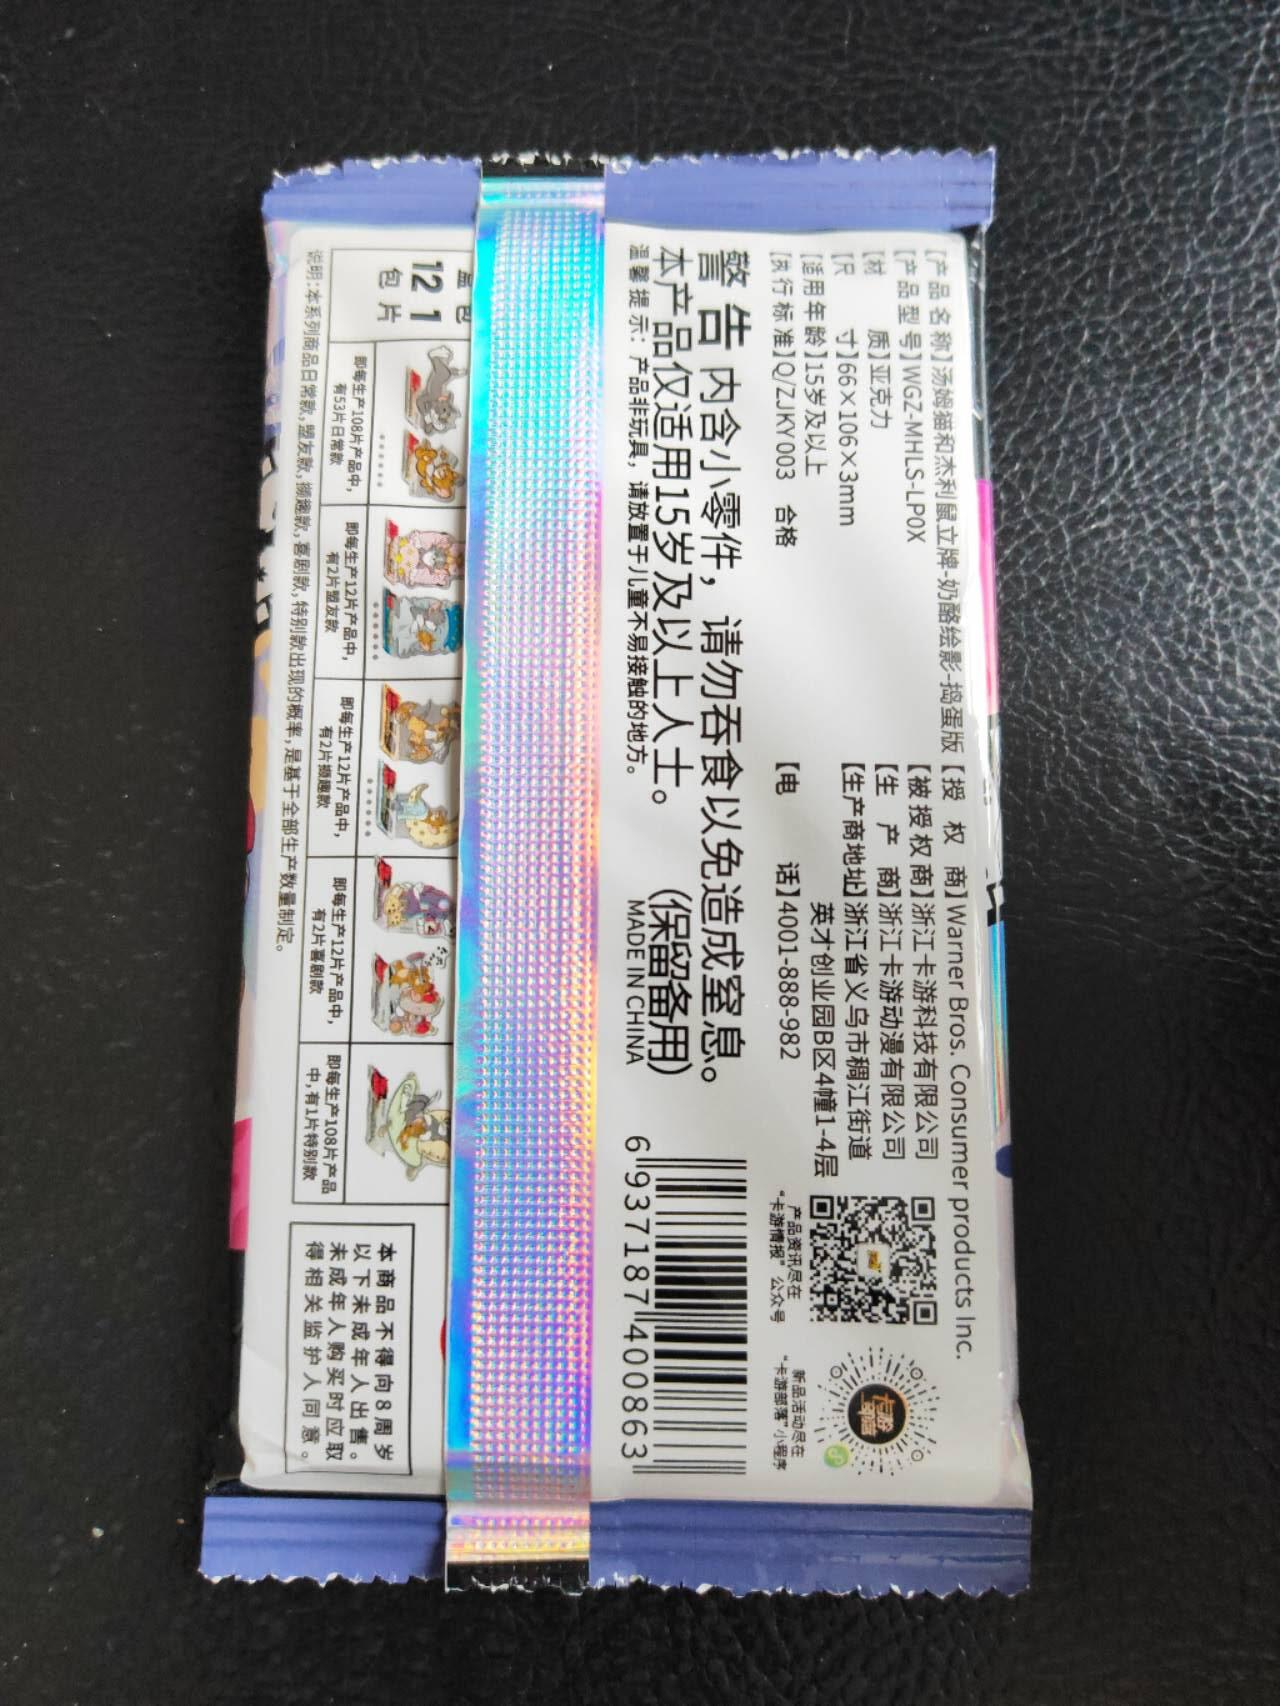 【产品名称】汤姆猫和杰利鼠立牌-奶酪绘影-捣蛋版
【产品型号】WGZ-MHLS-LP0X
【材 质】亚克力
【尺 寸】66×106×3mm
【适用年龄】15岁及以上
【执行标准】Q/ZJKY003 合格
【授 权 商】Warner Bros. Consumer products Inc.
【被授权商】浙江卡游科技有限公司
【生 产 商】浙江卡游动漫有限公司
【生产商地址】浙江省义乌市稠江街道
英才创业园B区4幢1-4层
【电 话】4001-888-982
产品资讯尽在
“卡游情报”公众号
新品活动尽在
“卡游部落”小程序
警告 内含小零件，请勿吞食以免造成窒息。
本产品仅适用15岁及以上人士。 (保留备用)
温馨提示：产品非玩具，请放置于儿童不易接触的地方。 MADE IN CHINA
6 937187 400863
12 1
包 片
即每生产108片产品中，
有53片日常款
即每生产12片产品中，
有2片盟友款
即每生产12片产品中，
有2片撷趣款
即每生产12片产品中，
有2片喜剧款
即每生产108片产品
中，有1片特别款
说明：本系列商品日常款，盟友款，撷趣款，喜剧款，特别款出现的概率，是基于全部生产数量制定。
本商品不得向8周岁
以下未成年人出售。
未成年人购买时应取
得相关监护人同意。